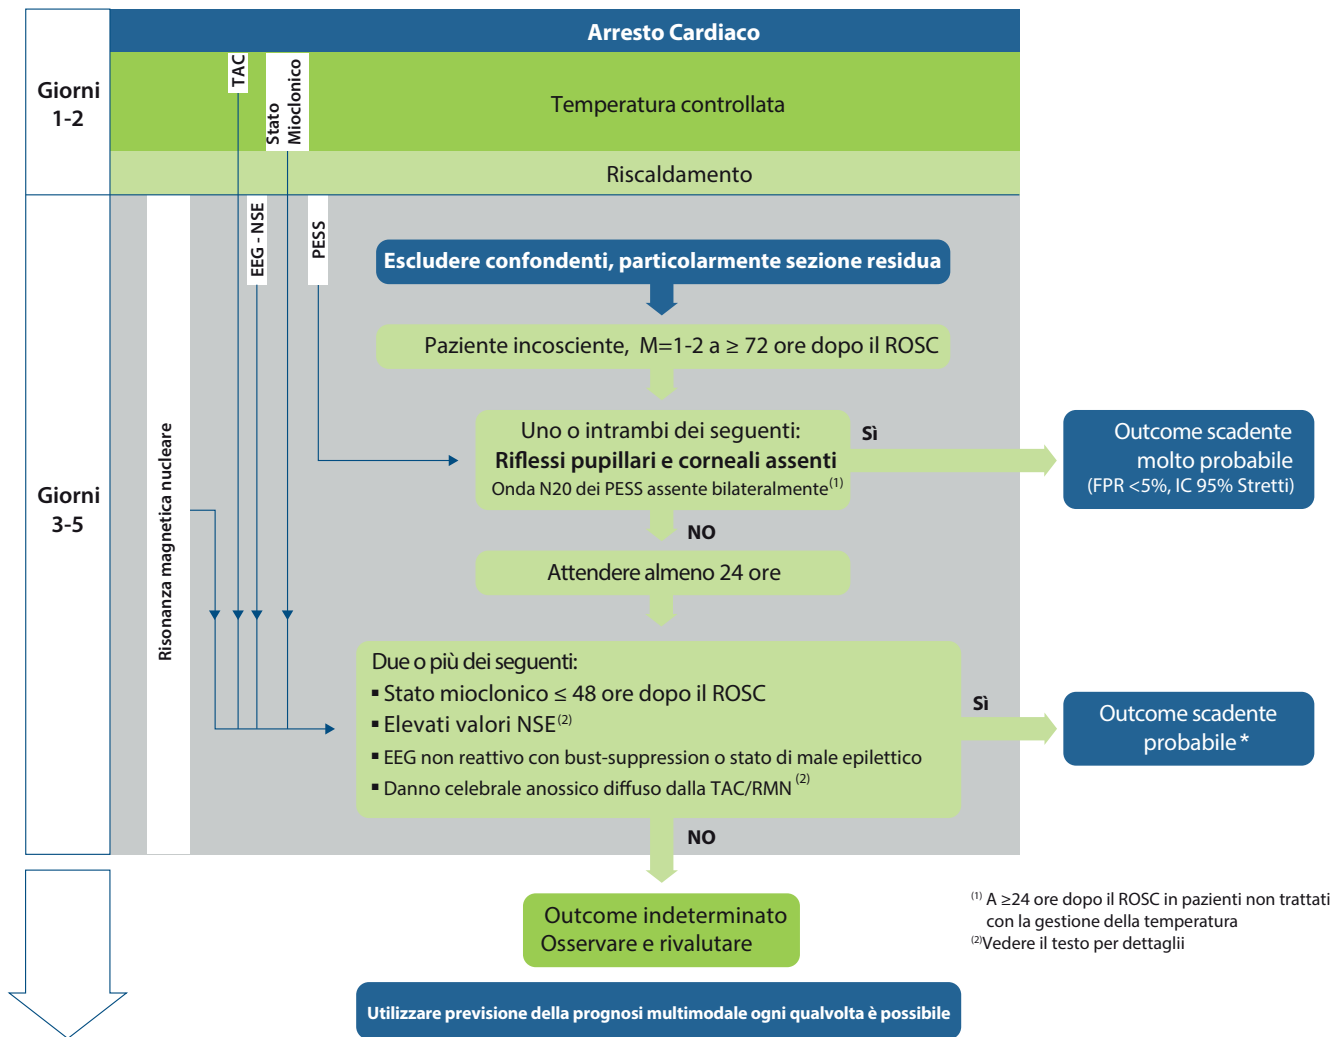 Arresto Cardiaco
Giorni
1-2
TAC
Stato
Mioclonico
Temperatura controllata
Riscaldamento
Giorni
3-5
Risonanza magnetica nucleare
EEG - NSE
PESS
Escludere confondenti, particolarmente sezione residua
Paziente incosciente, M=1-2 a ≥ 72 ore dopo il ROSC
Uno o intrambi dei seguenti:
Riflessi pupillari e corneali assenti
Onda N20 dei PESS assente bilateralmente(1)
Sì
Outcome scadente
molto probabile
(FPR <5%, IC 95% Stretti)
NO
Attendere almeno 24 ore
Due o più dei seguenti:
▪ Stato mioclonico ≤ 48 ore dopo il ROSC
▪ Elevati valori NSE(2)
▪ EEG non reattivo con bust-suppression o stato di male epilettico
▪ Danno celebrale anossico diffuso dalla TAC/RMN(2)
Sì
Outcome scadente
probabile*
NO
Outcome indeterminato
Osservare e rivalutare
(1) A ≥24 ore dopo il ROSC in pazienti non trattati
con la gestione della temperatura
(2)Vedere il testo per dettaglii
Utilizzare previsione della prognosi multimodale ogni qualvolta è possibile